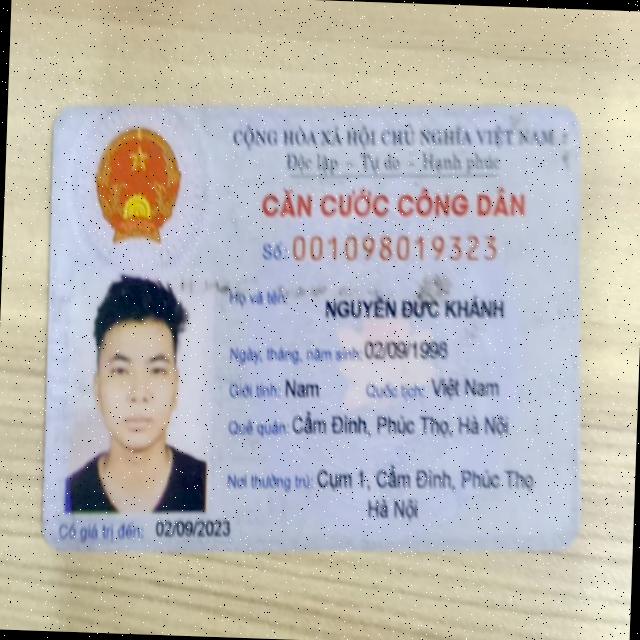 CỘNG HÒA XÃ HỘI CHỦ NGHĨA VIỆT NAM
Độc lập - Tự do - Hạnh phúc
CĂN CƯỚC CÔNG DÂN
Số: 001098019323
Họ và tên:
NGUYỄN ĐỨC KHÁNH
Ngày, tháng, năm sinh: 02/09/1998
Giới tính: Nam Quốc tịch: Việt Nam
Quê quán: Cẩm Đình, Phúc Thọ, Hà Nội
Nơi thường trú: Cụm 1, Cẩm Đình, Phúc Thọ
Hà Nội
Có giá trị đến: 02/09/2023